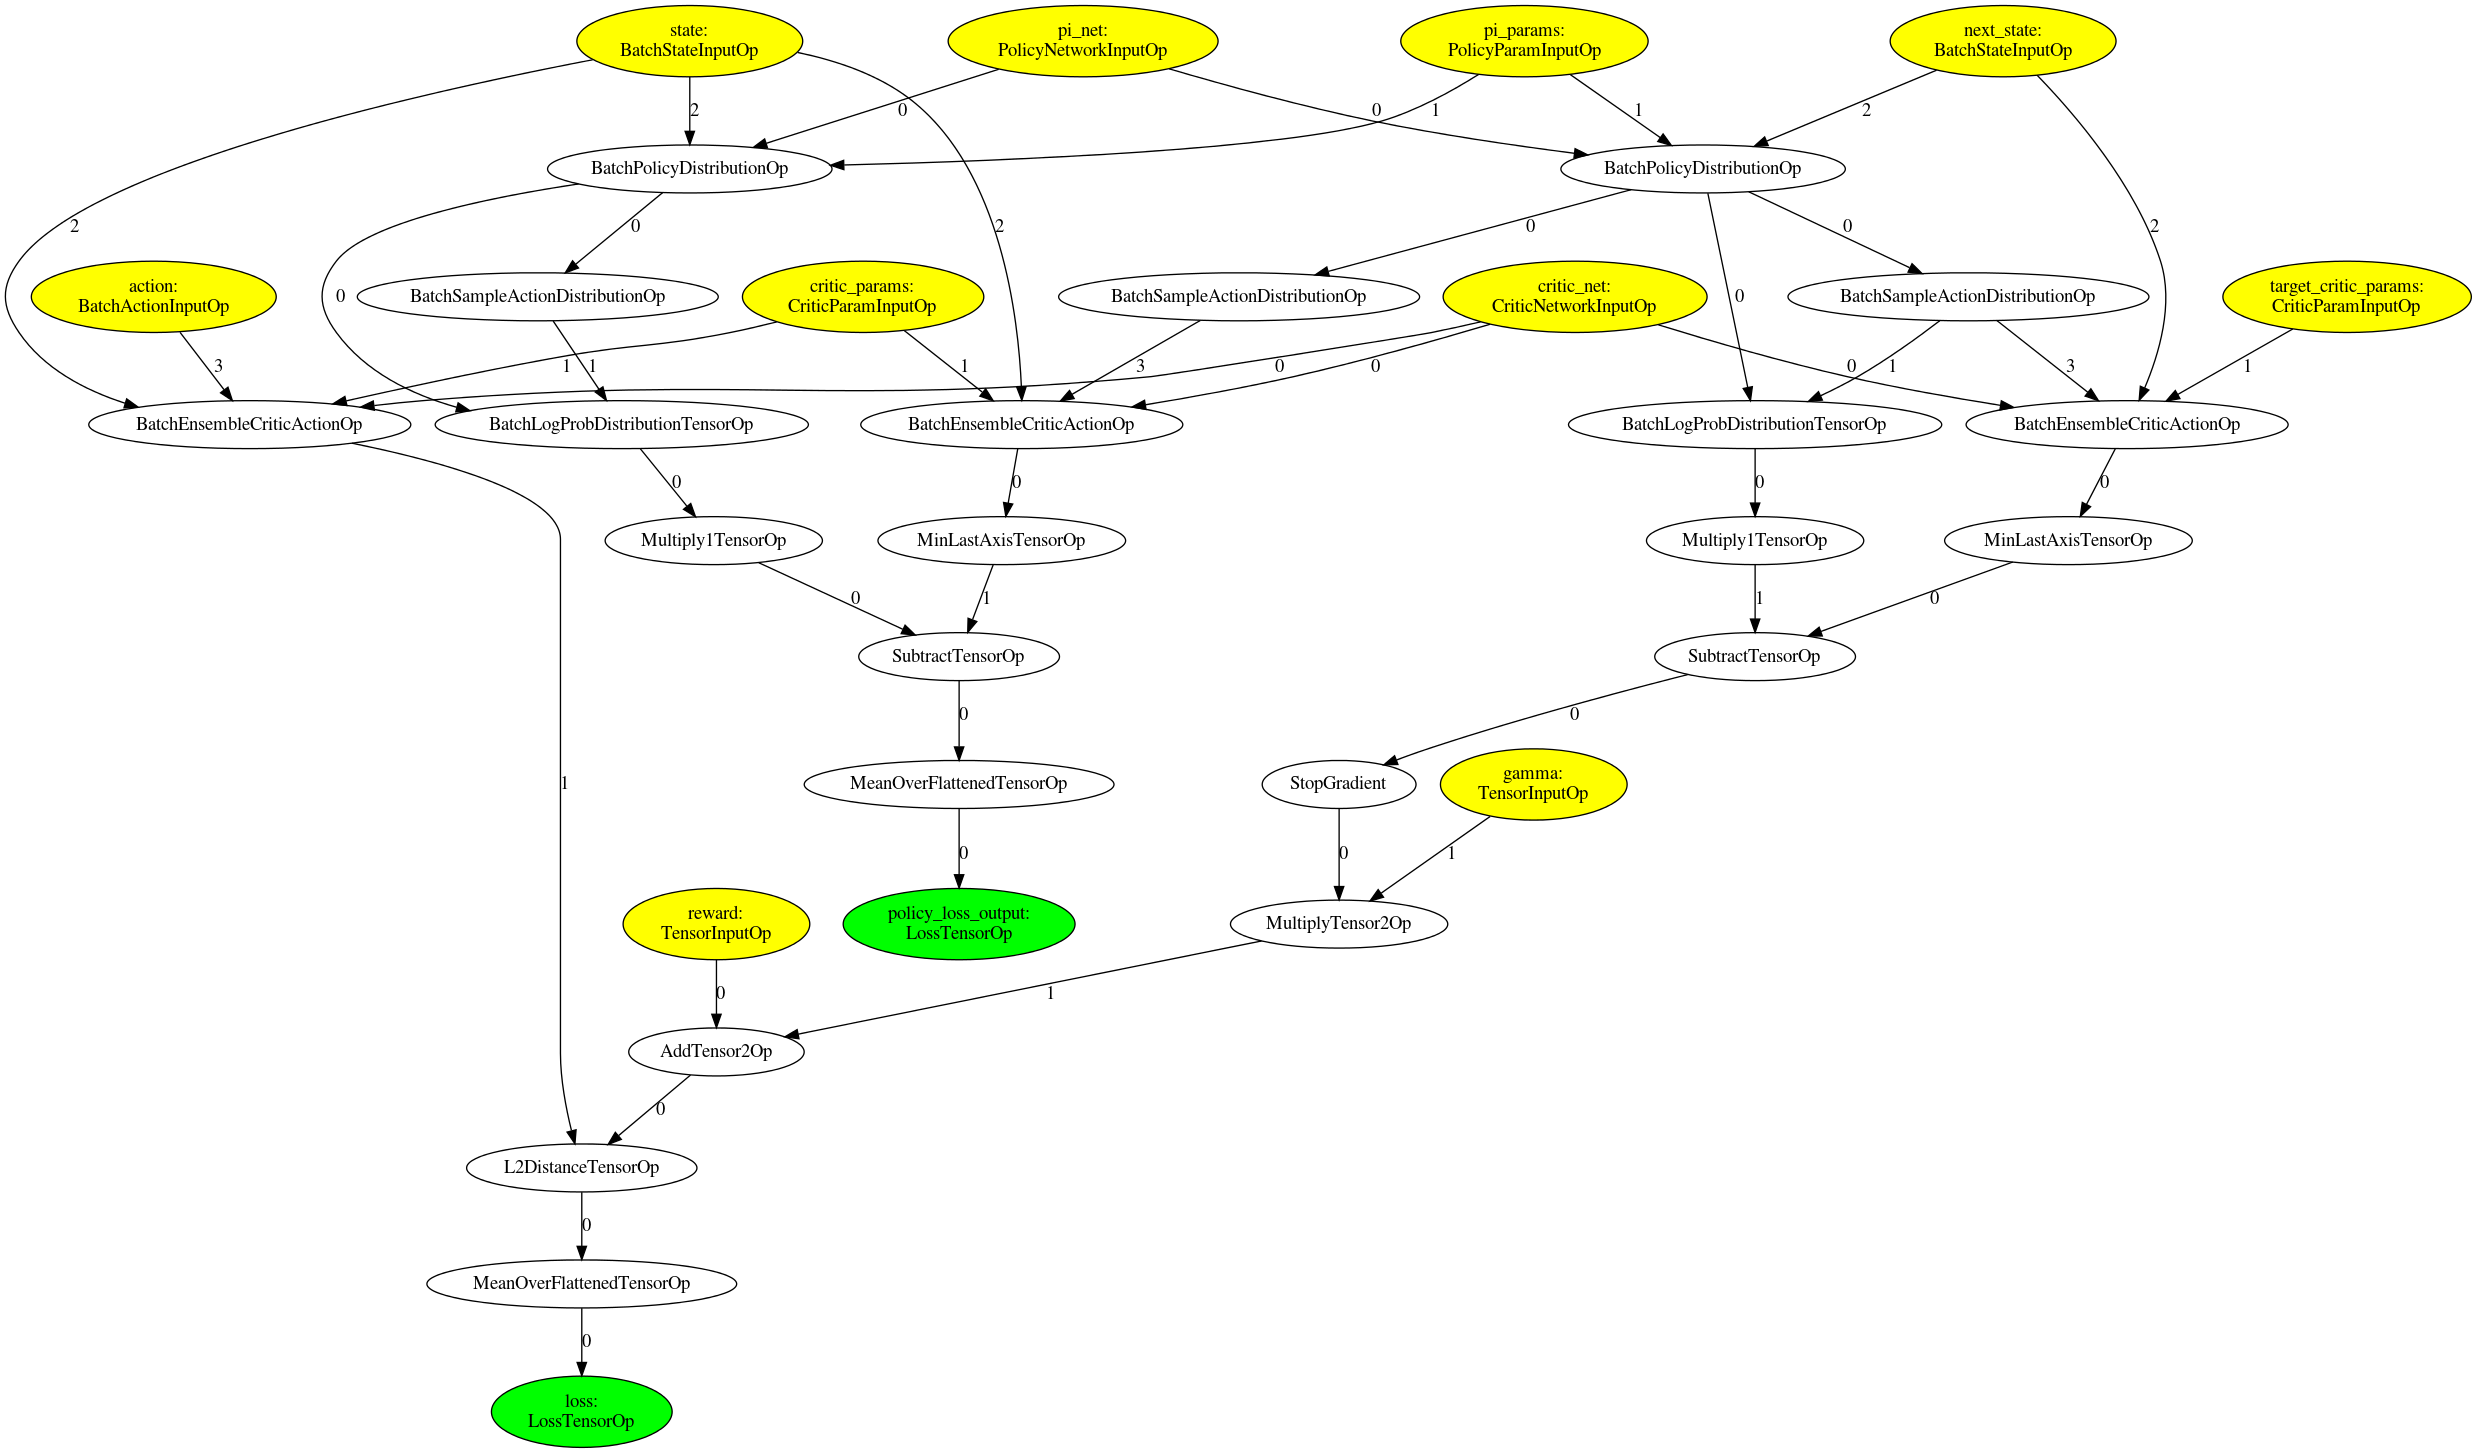 state:
BatchStateInputOp
pi_net:
PolicyNetworkInputOp
pi_params:
PolicyParamInputOp
next_state:
BatchStateInputOp
2
0
0
1
1
2
BatchPolicyDistributionOp
BatchPolicyDistributionOp
2
0
2
0
0
2
action:
BatchActionInputOp
0
BatchSampleActionDistributionOp
critic_params:
CriticParamInputOp
BatchSampleActionDistributionOp
critic_net:
CriticNetworkInputOp
0
BatchSampleActionDistributionOp
target_critic_params:
CriticParamInputOp
3
1
1
1
3
0
0
0
1
3
1
BatchEnsembleCriticActionOp
BatchLogProbDistributionTensorOp
BatchEnsembleCriticActionOp
BatchLogProbDistributionTensorOp
BatchEnsembleCriticActionOp
0
0
0
0
Multiply1TensorOp
MinLastAxisTensorOp
Multiply1TensorOp
MinLastAxisTensorOp
0
1
1
0
SubtractTensorOp
SubtractTensorOp
0
0
1
MeanOverFlattenedTensorOp
StopGradient
gamma:
TensorInputOp
0
0
1
reward:
TensorInputOp
policy_loss_output:
LossTensorOp
MultiplyTensor2Op
0
1
AddTensor2Op
0
L2DistanceTensorOp
0
MeanOverFlattenedTensorOp
0
loss:
LossTensorOp